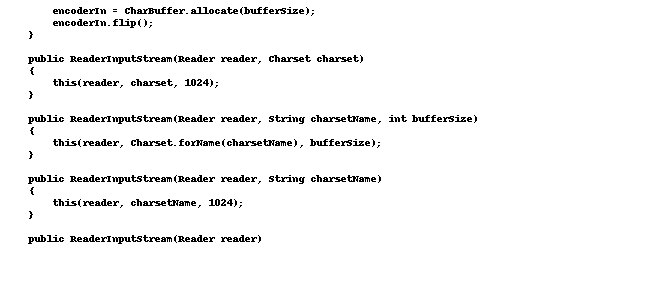 encoderIn = CharBuffer.allocate(bufferSize);
encoderIn.flip();
}
public ReaderInputStream(Reader reader, Charset charset)
{
this(reader, charset, 1024);
}
public ReaderInputStream(Reader reader, String charsetName, int bufferSize)
{
this(reader, Charset.forName(charsetName), bufferSize);
}
public ReaderInputStream(Reader reader, String charsetName)
{
this(reader, charsetName, 1024);
}
public ReaderInputStream(Reader reader)